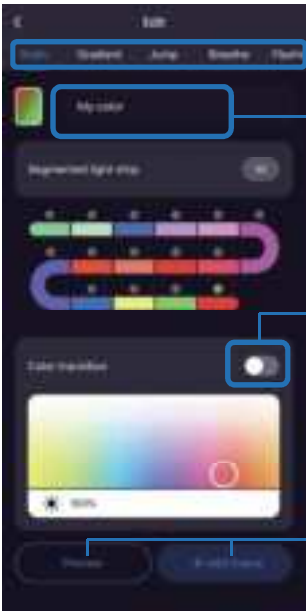 Edit
Static Gradient Jump Breathe Flash
My color
Segmented light strip
Color transition
100%
Preview